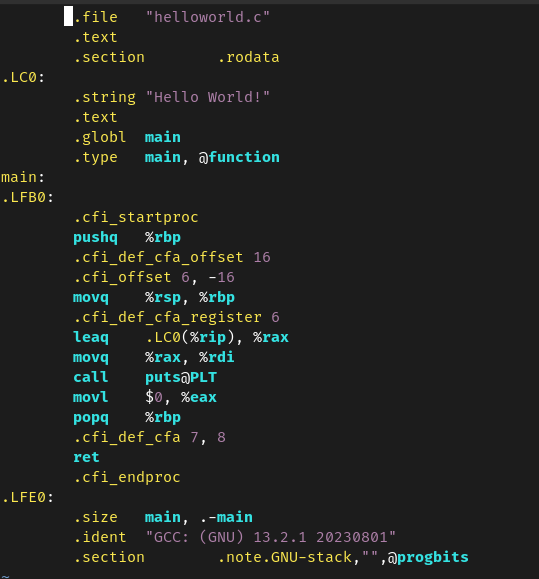 .file "helloworld.c"
.text
.section .rodata
.LC0:
.string "Hello World!"
.text
.globl main
.type main, @function
main:
.LFB0:
.cfi_startproc
pushq %rbp
.cfi_def_cfa_offset 16
.cfi_offset 6, -16
movq %rsp, %rbp
.cfi_def_cfa_register 6
leaq .LC0(%rip), %rax
movq %rax, %rdi
call puts@PLT
movl $0, %eax
popq %rbp
.cfi_def_cfa 7, 8
ret
.cfi_endproc
.LFE0:
.size main, .-main
.ident "GCC: (GNU) 13.2.1 20230801"
.section .note.GNU-stack,"",@progbits
~